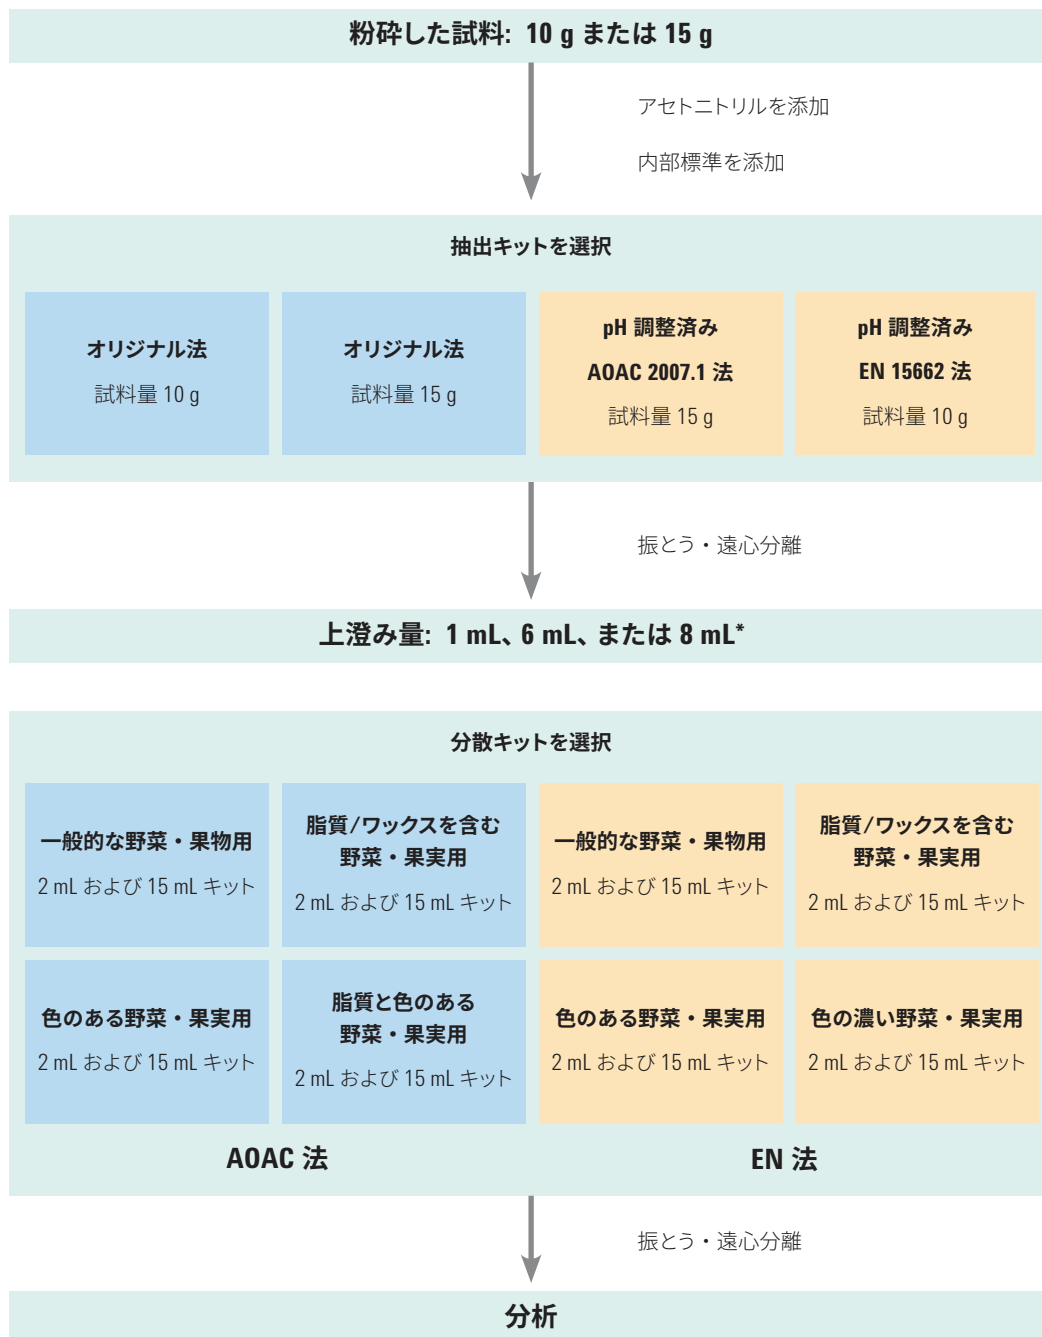 粉砕した試料: 10 g または 15 g
アセトニトリルを添加
内部標準を添加
抽出キットを選択
オリジナル法
試料量 10 g
オリジナル法
試料量 15 g
pH 調整済み
AOAC 2007.1 法
試料量 15 g
pH 調整済み
EN 15662 法
試料量 10 g
振とう・遠心分離
上澄み量: 1 mL、6 mL、または 8 mL*
分散キットを選択
一般的な野菜・果物用
2 mL および 15 mL キット
脂質/ワックスを含む
野菜・果実用
2 mL および 15 mL キット
一般的な野菜・果物用
2 mL および 15 mL キット
脂質/ワックスを含む
野菜・果実用
2 mL および 15 mL キット
色のある野菜・果実用
2 mL および 15 mL キット
脂質と色のある
野菜・果実用
2 mL および 15 mL キット
色のある野菜・果実用
2 mL および 15 mL キット
色の濃い野菜・果実用
2 mL および 15 mL キット
AOAC 法
EN 法
振とう・遠心分離
分析